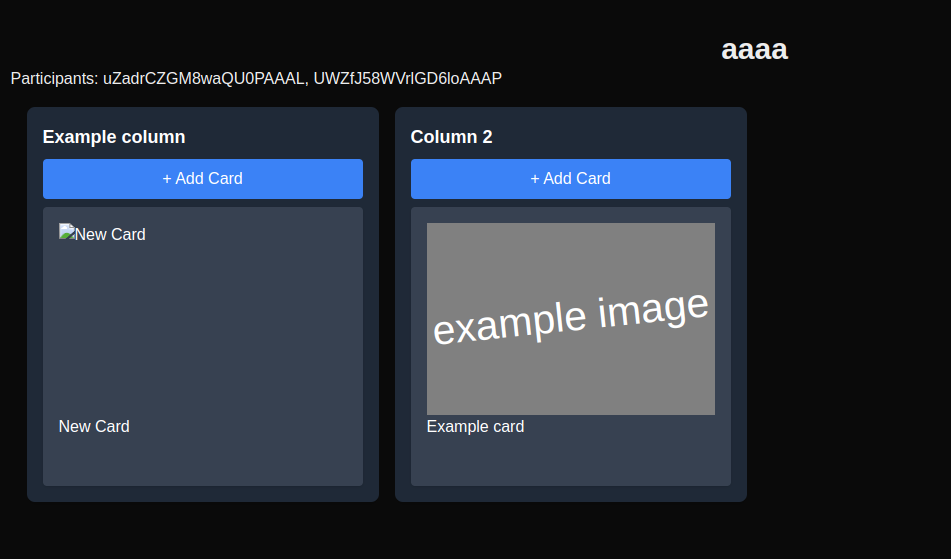 aaaa
Participants: uZadrCZGM8waQU0PAAAL, UWZfJ58WVrlGD6loAAAP
Example column
+ Add Card
New Card
New Card
Column 2
+ Add Card
example image
Example card